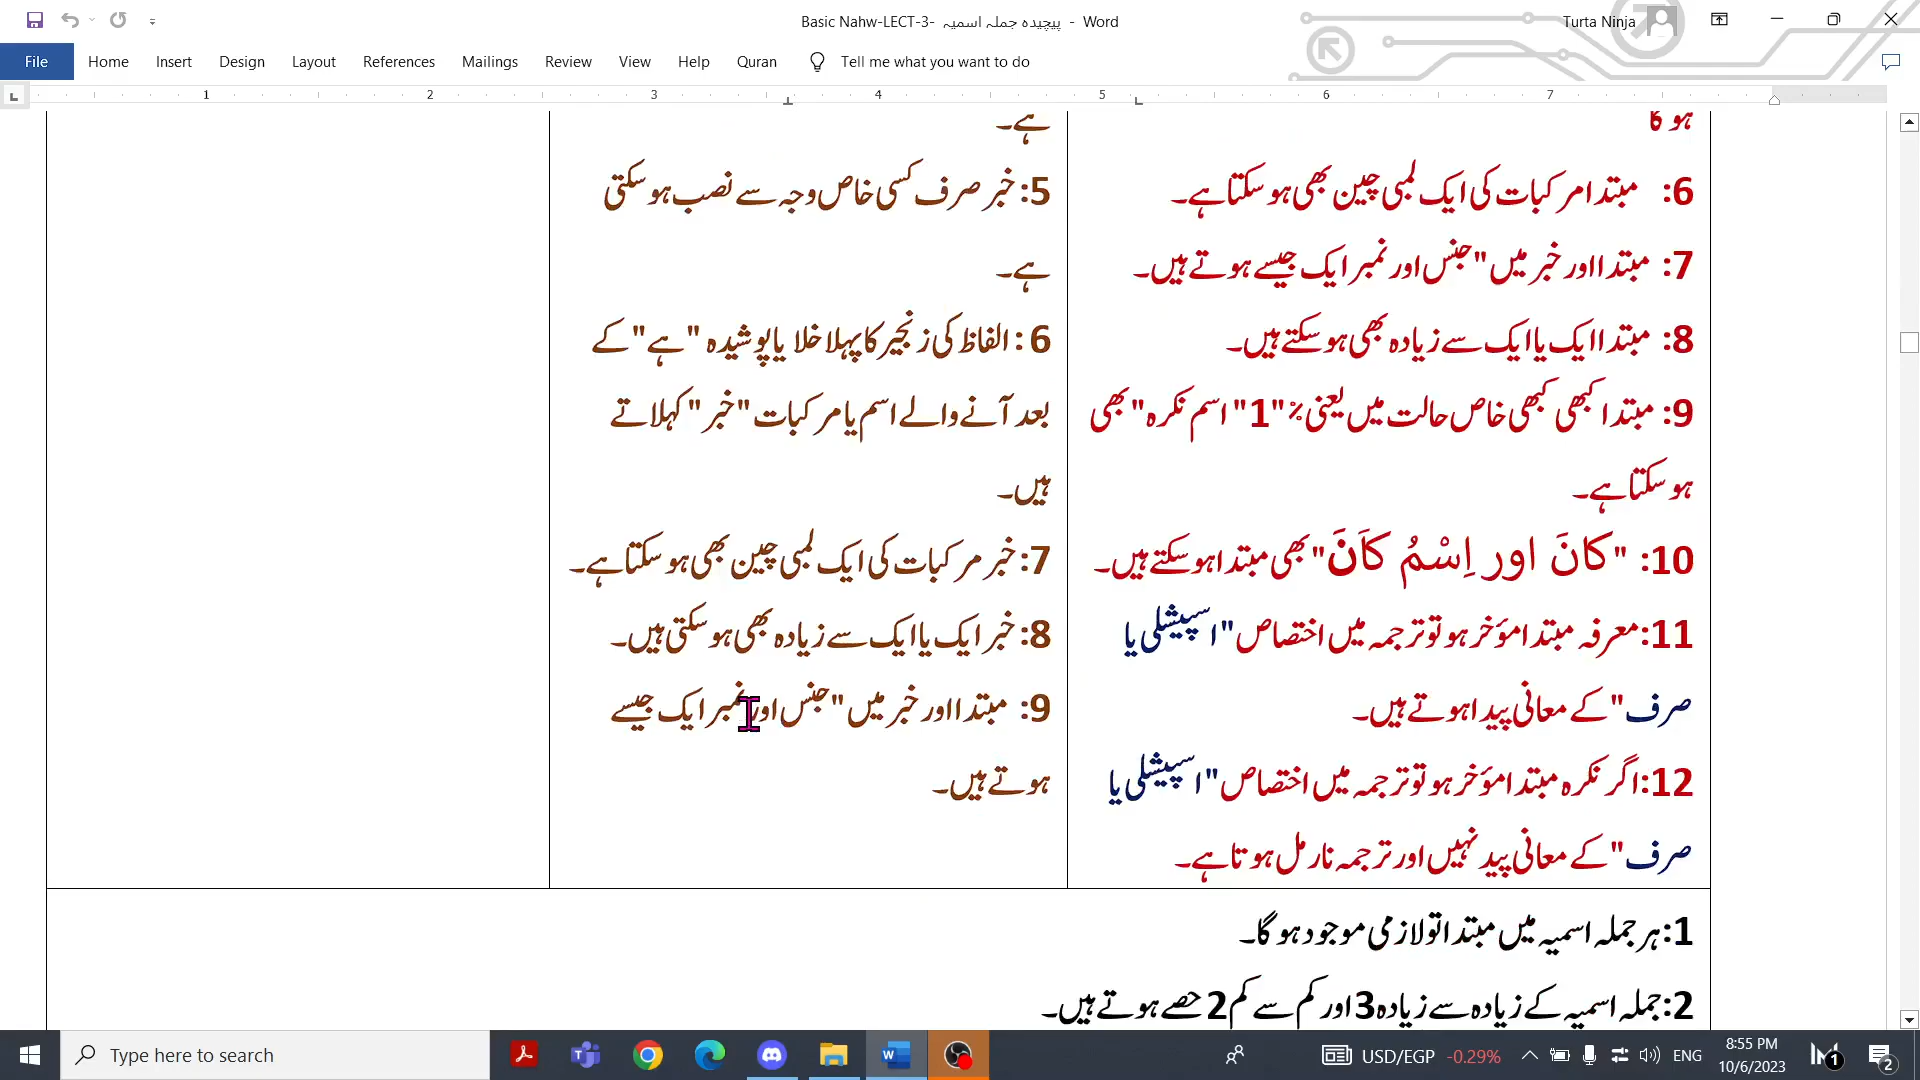 Basic Nahw-LECT-3- پیچیدہ جملہ اسمیہ - Word
Turta Ninja
File Home Insert Design Layout References Mailings Review View Help Quran Tell me what you want to do
1 2 3 4 5 6 7
ہو گا
6: مبتدا مرکبات کی ایک لمبی چین بھی ہو سکتا ہے۔
7: مبتدا اور خبر میں "جنس اور نمبر ایک جیسے ہوتے ہیں۔
8: مبتدا ایک یا ایک سے زیادہ بھی ہو سکتے ہیں۔
9: مبتدا کبھی کبھی خاص حالت میں یعنی %"1" اسم نکرہ" بھی
ہو سکتا ہے۔
10: "كانَ اور اِسْمُ كاَنَ" بھی مبتدا ہو سکتے ہیں۔
11:معرفہ مبتدا مؤخر ہو تو ترجمہ میں اختصاص "اسپیشلی یا
صرف" کے معانی پیدا ہوتے ہیں۔
12:اگر نکرہ مبتدا مؤخر ہو تو ترجمہ میں اختصاص "اسپیشلی یا
صرف" کے معانی پید نہیں اور ترجمہ نارمل ہوتا ہے۔
ہے۔
5: خبر صرف کسی خاص وجہ سے نصب ہو سکتی
ہے۔
6: الفاظ کی زنجیر کا پہلا خلا یا پوشیدہ "ہے" کے
بعد آنے والے اسم یا مرکبات "خبر" کہلاتے
ہیں۔
7: خبر مرکبات کی ایک لمبی چین بھی ہو سکتا ہے۔
8: خبر ایک یا ایک سے زیادہ بھی ہو سکتی ہیں۔
9: مبتدا اور خبر میں "جنس اور نمبر ایک جیسے
ہوتے ہیں۔
1:ہر جملہ اسمیہ میں مبتدا تو لازمی موجود ہو گا۔
2:جملہ اسمیہ کے زیادہ سے زیادہ 3 اور کم سے کم 2 حصے ہوتے ہیں۔
Type here to search
USD/EGP -0.29%
ENG
8:55 PM
10/6/2023
1
2